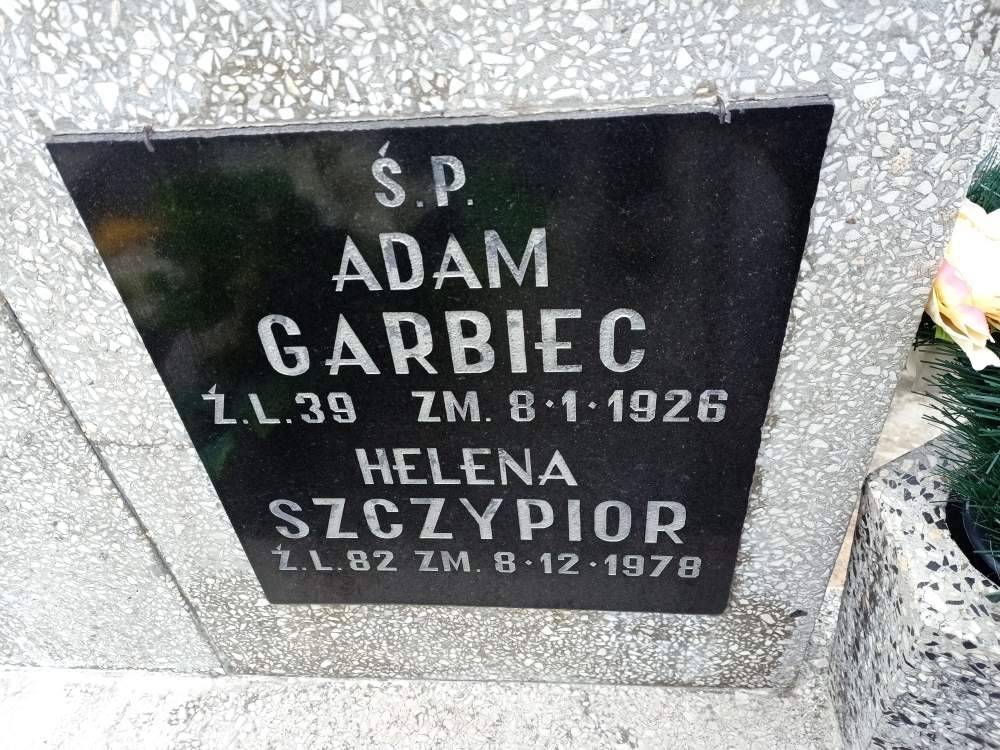 Ś.P.
ADAM
GARBIEC
Ż.L.39 ZM. 8·1·1926
HELENA
SZCZYPIOR
Ż.L.82 ZM. 8·12·1978